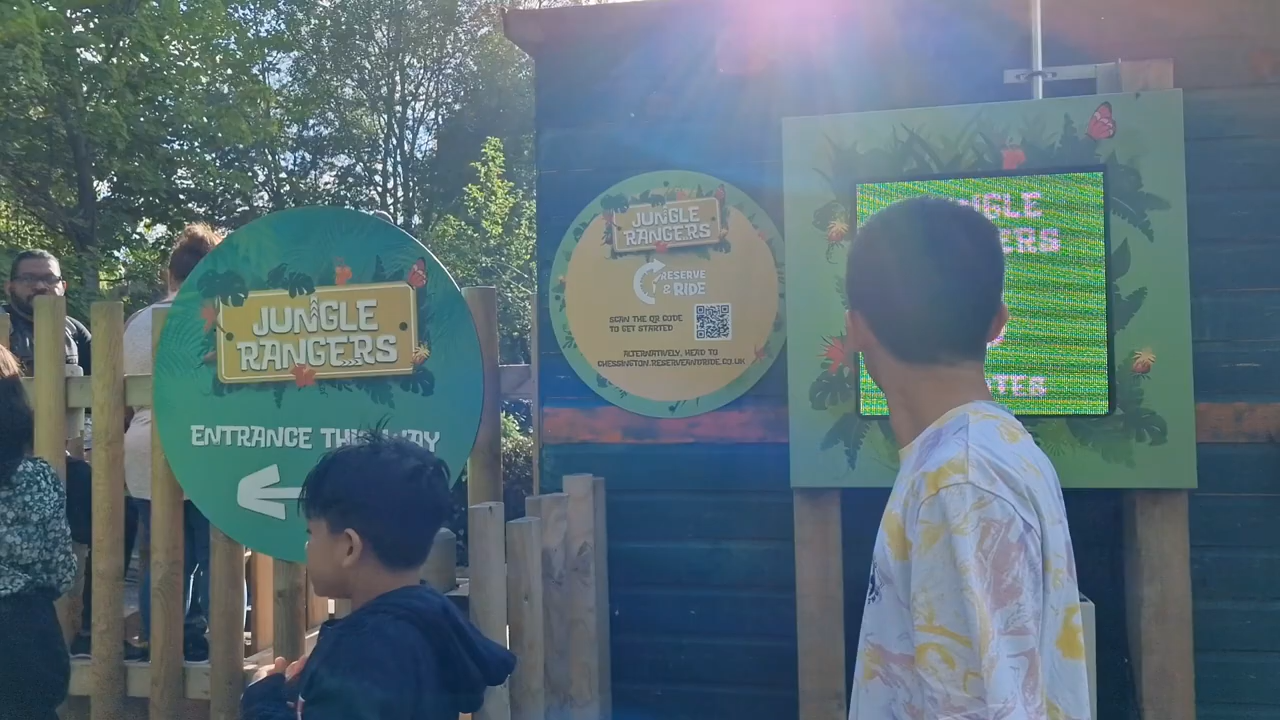 JUNGLE
RANGERS
ENTRANCE THIS WAY
JUNGLE
RANGERS
RESERVE
& RIDE
SCAN THE QR CODE
TO GET STARTED
ALTERNATIVELY, HEAD TO
CHESSINGTON.RESERVEANDRIDE.CO.UK